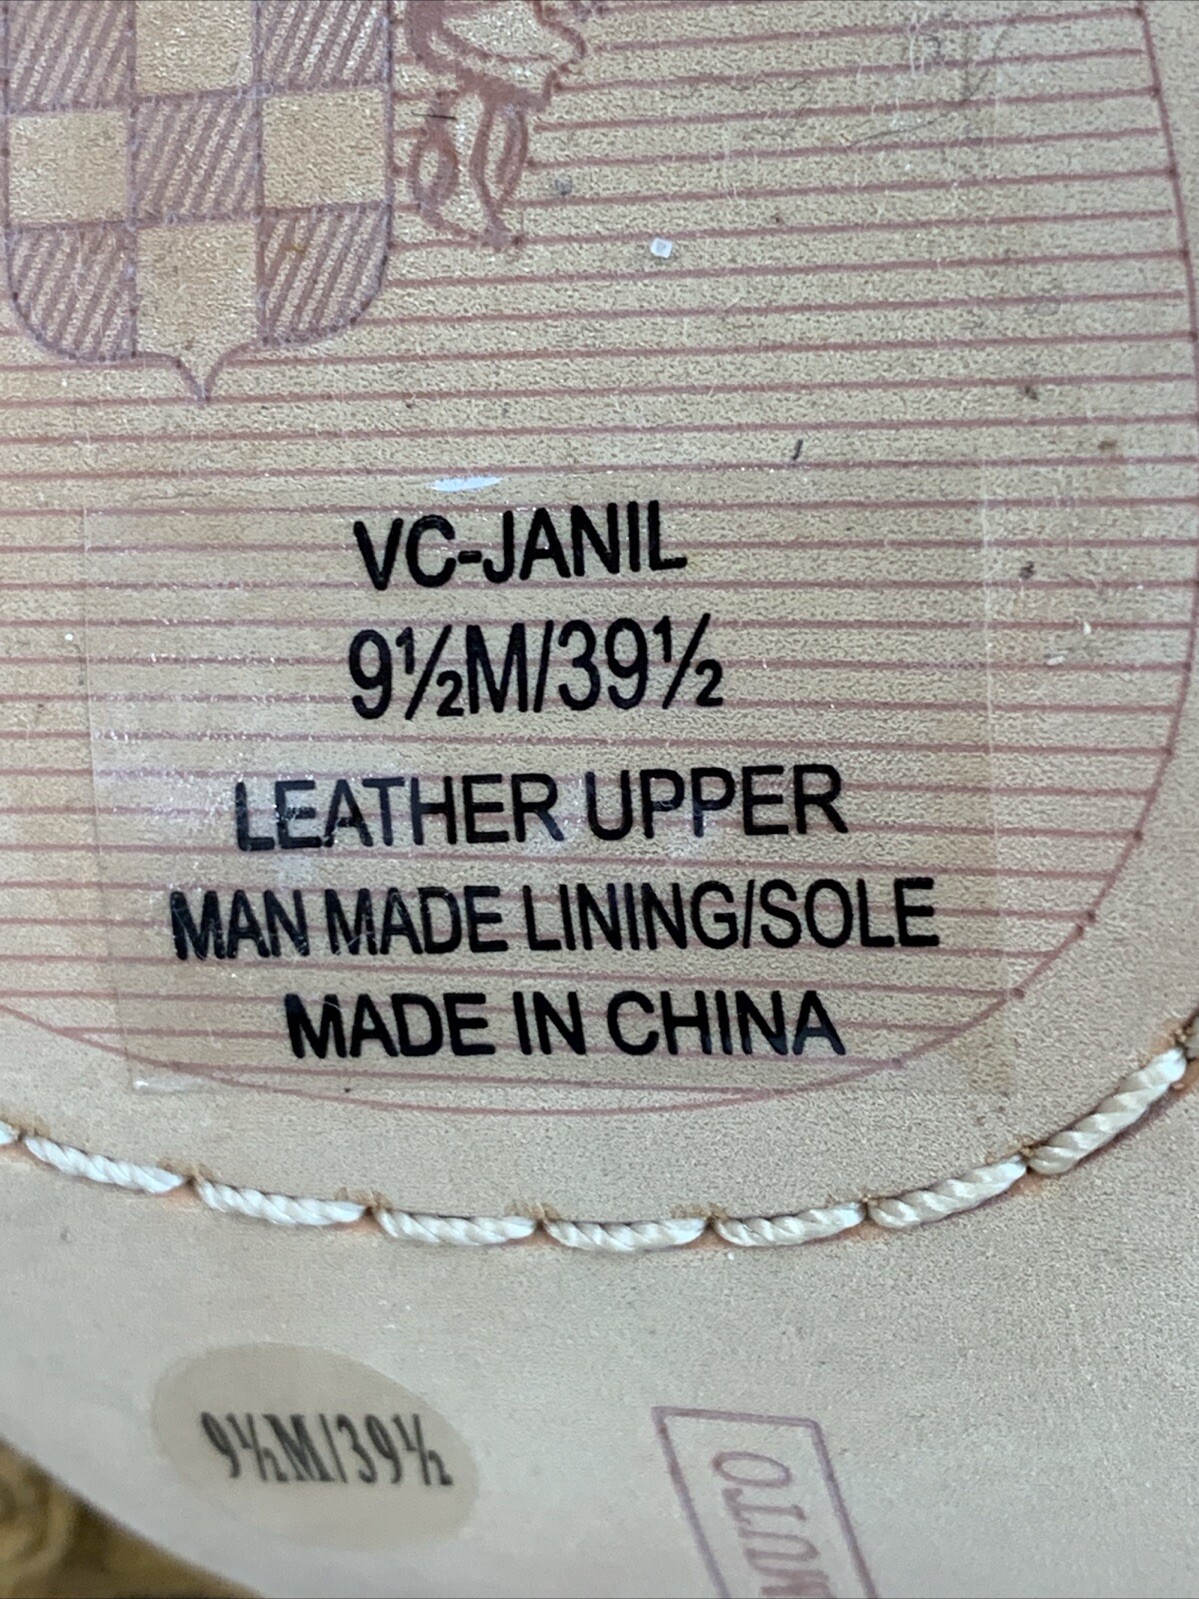 VC-JANIL
9½M/39½
LEATHER UPPER
MAN MADE LINING/SOLE
MADE IN CHINA
9½M/39½